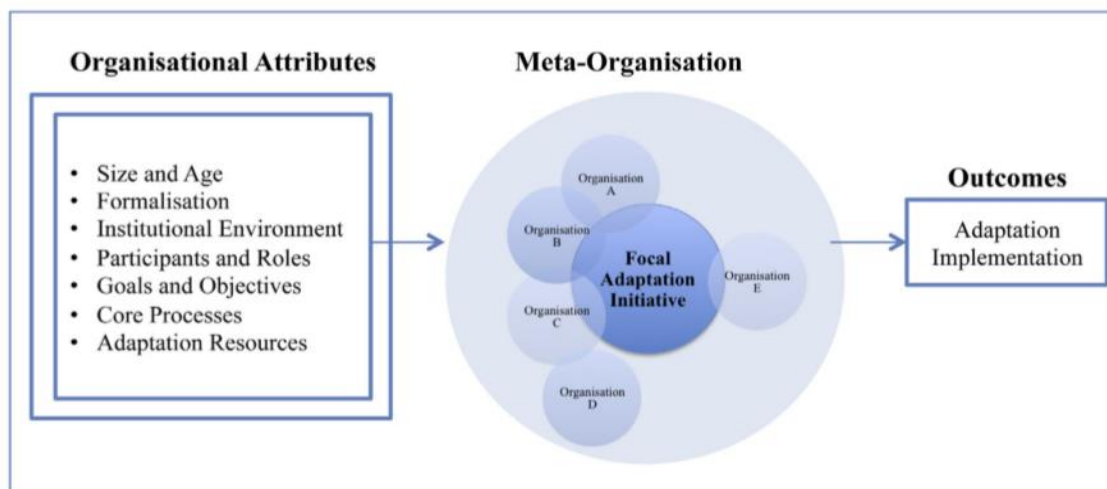 Organisational Attributes
• Size and Age
• Formalisation
• Institutional Environment
• Participants and Roles
• Goals and Objectives
• Core Processes
• Adaptation Resources
Meta-Organisation
Organisation
A
Organisation
B
Organisation
C
Organisation
D
Focal
Adaptation
Initiative
Organisation
E
Outcomes
Adaptation
Implementation